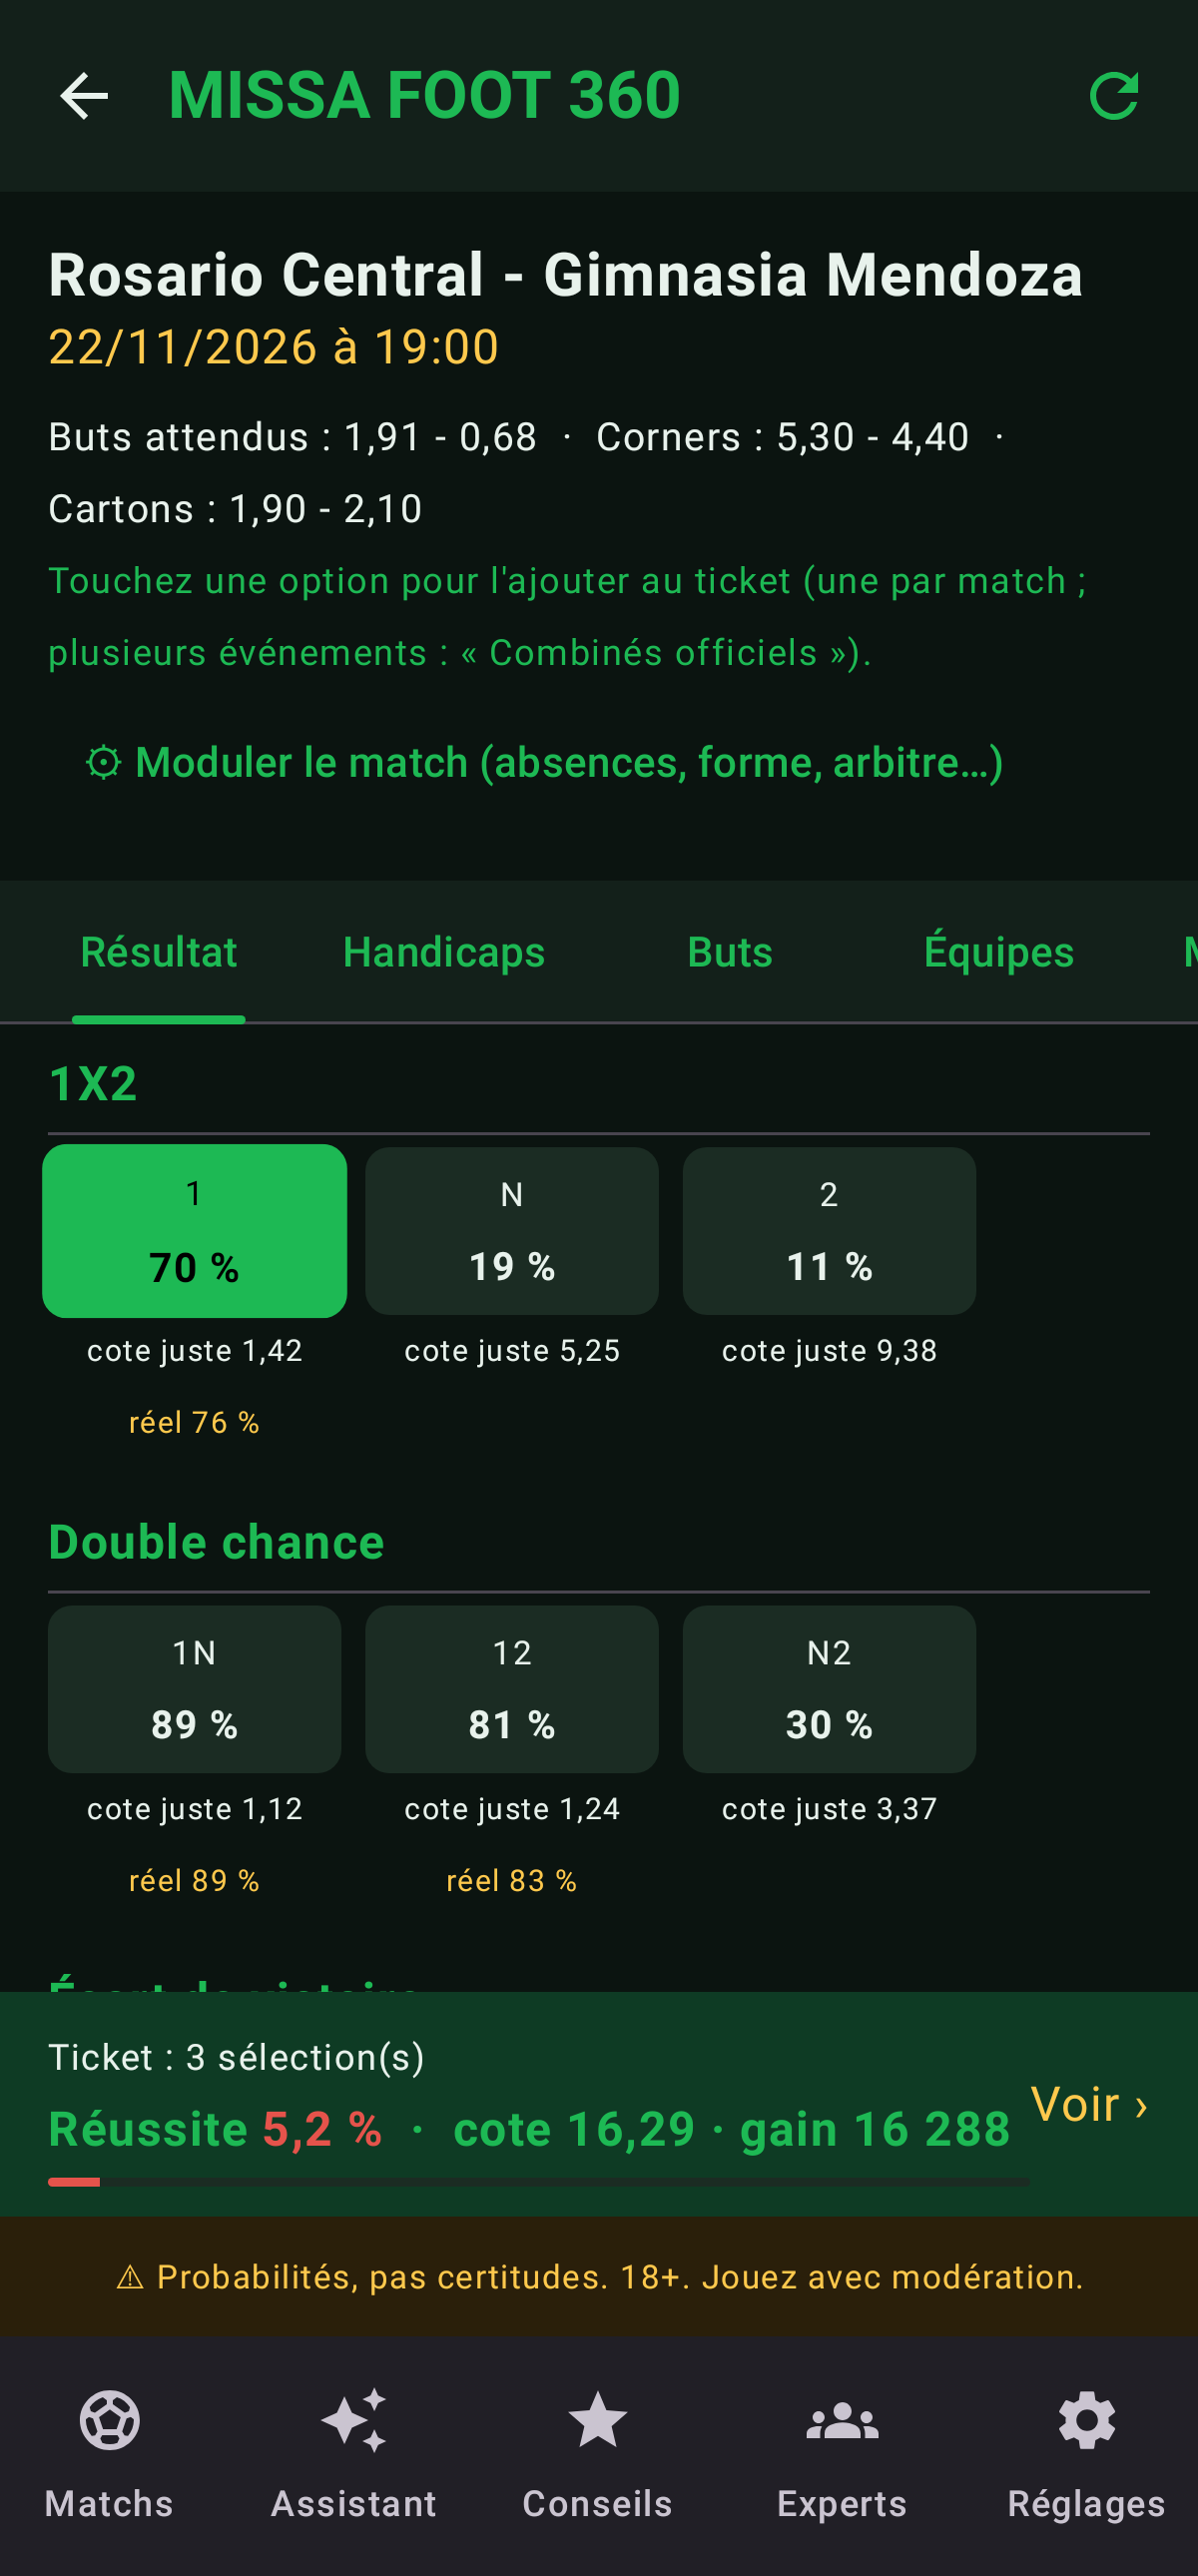 MISSA FOOT 360
Rosario Central - Gimnasia Mendoza
22/11/2026 à 19:00
Buts attendus : 1,91 - 0,68 · Corners : 5,30 - 4,40 ·
Cartons : 1,90 - 2,10
Touchez une option pour l'ajouter au ticket (une par match ;
plusieurs événements : « Combinés officiels »).
Moduler le match (absences, forme, arbitre…)
Résultat Handicaps Buts Équipes M
1X2
1 N 2
70 % 19 % 11 %
cote juste 1,42 cote juste 5,25 cote juste 9,38
réel 76 %
Double chance
1N 12 N2
89 % 81 % 30 %
cote juste 1,12 cote juste 1,24 cote juste 3,37
réel 89 % réel 83 %
Écart de victoire
Ticket : 3 sélection(s)
Réussite 5,2 % · cote 16,29 · gain 16 288
Voir ›
⚠ Probabilités, pas certitudes. 18+. Jouez avec modération.
Matchs Assistant Conseils Experts Réglages